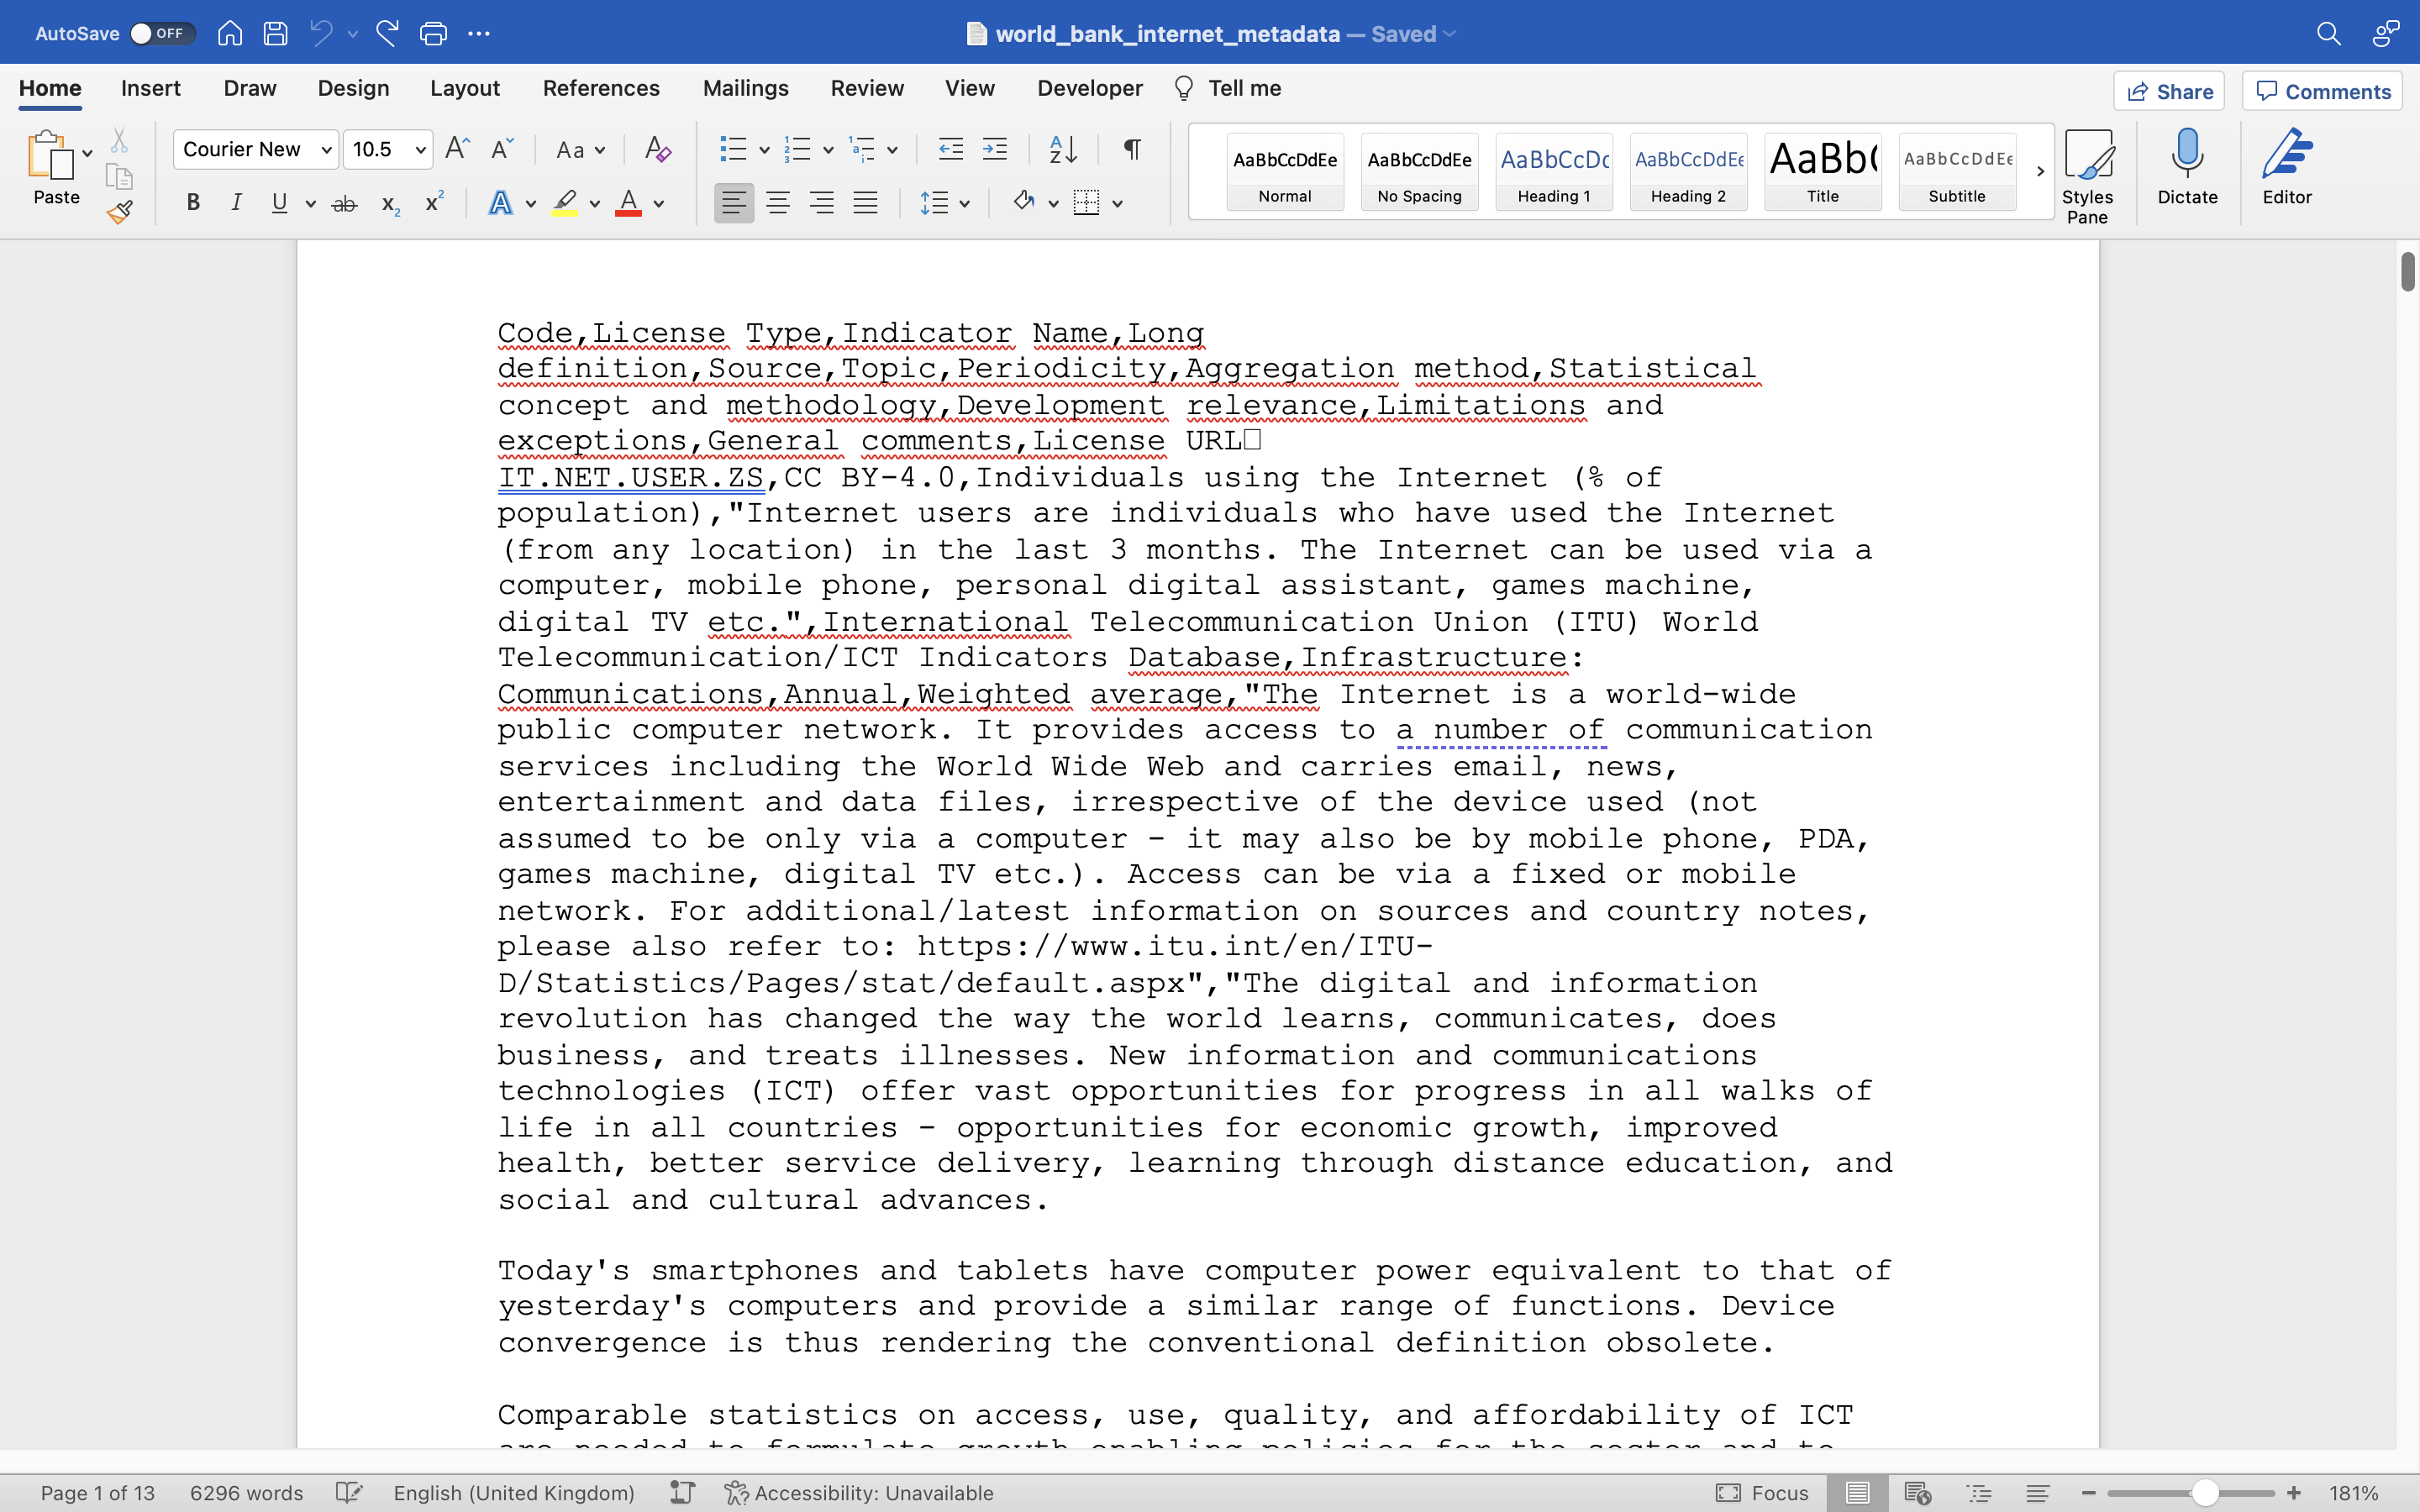 AutoSave OFF
world_bank_internet_metadata — Saved
Home Insert Draw Design Layout References Mailings Review View Developer Tell me Share Comments
Paste
Courier New 10.5
AaBbCcDdEe AaBbCcDdEe AaBbCcDc AaBbCcDdEe AaBb( AaBbCcDdEe
Normal No Spacing Heading 1 Heading 2 Title Subtitle
Styles Pane
Dictate
Editor
Code,License Type,Indicator Name,Long
definition,Source,Topic,Periodicity,Aggregation method,Statistical
concept and methodology,Development relevance,Limitations and
exceptions,General comments,License URL□
IT.NET.USER.ZS,CC BY-4.0,Individuals using the Internet (% of
population),"Internet users are individuals who have used the Internet
(from any location) in the last 3 months. The Internet can be used via a
computer, mobile phone, personal digital assistant, games machine,
digital TV etc.",International Telecommunication Union (ITU) World
Telecommunication/ICT Indicators Database,Infrastructure:
Communications,Annual,Weighted average,"The Internet is a world-wide
public computer network. It provides access to a number of communication
services including the World Wide Web and carries email, news,
entertainment and data files, irrespective of the device used (not
assumed to be only via a computer - it may also be by mobile phone, PDA,
games machine, digital TV etc.). Access can be via a fixed or mobile
network. For additional/latest information on sources and country notes,
please also refer to: https://www.itu.int/en/ITU-
D/Statistics/Pages/stat/default.aspx","The digital and information
revolution has changed the way the world learns, communicates, does
business, and treats illnesses. New information and communications
technologies (ICT) offer vast opportunities for progress in all walks of
life in all countries - opportunities for economic growth, improved
health, better service delivery, learning through distance education, and
social and cultural advances.
Today's smartphones and tablets have computer power equivalent to that of
yesterday's computers and provide a similar range of functions. Device
convergence is thus rendering the conventional definition obsolete.
Comparable statistics on access, use, quality, and affordability of ICT
are needed to formulate growth-enabling policies for the sector and to
Page 1 of 13 6296 words English (United Kingdom) Accessibility: Unavailable Focus 181%